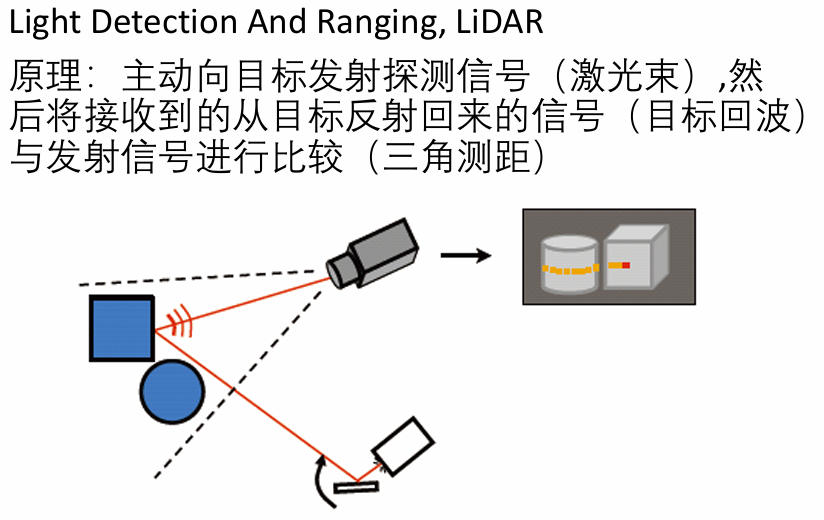 Light Detection And Ranging, LiDAR
原理：主动向目标发射探测信号（激光束）,然
后将接收到的从目标反射回来的信号（目标回波）
与发射信号进行比较（三角测距）